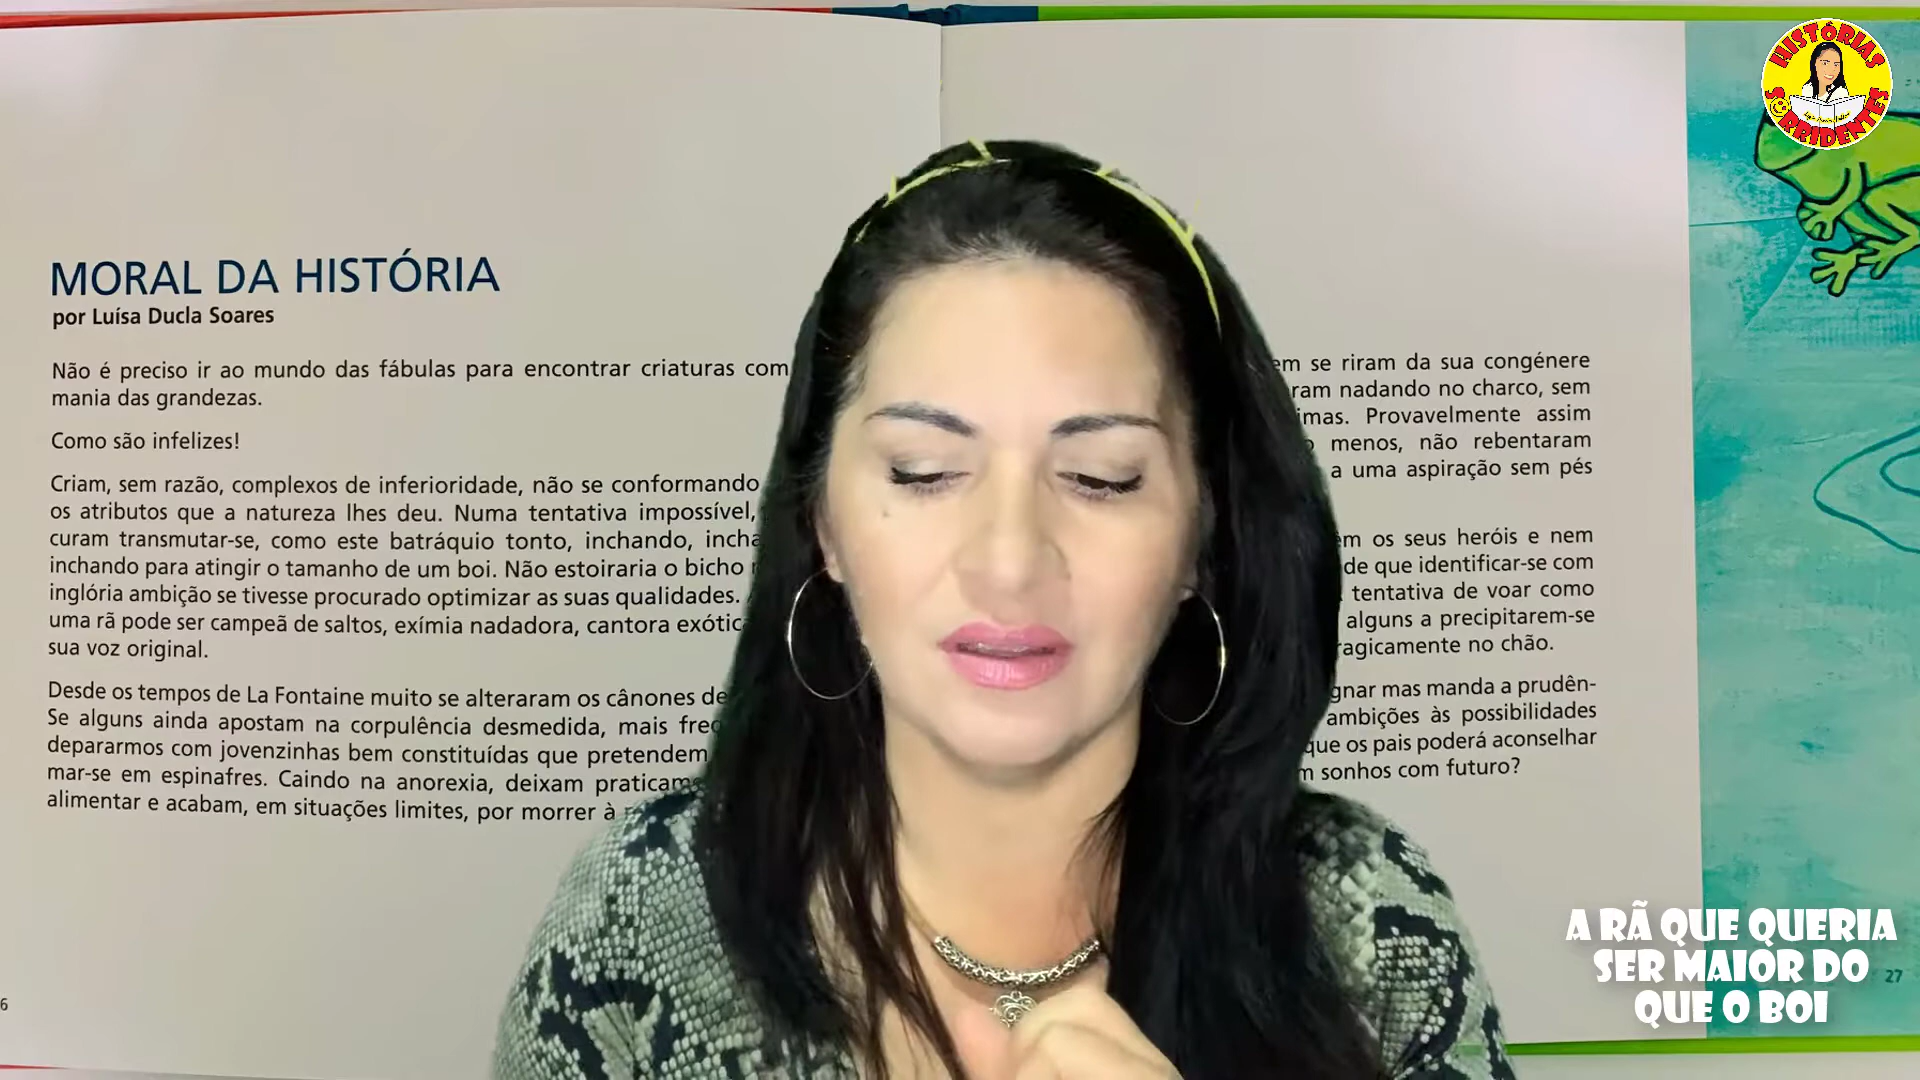 HISTÓRIAS
SORRIDENTES
MORAL DA HISTÓRIA
por Luísa Ducla Soares
Não é preciso ir ao mundo das fábulas para encontrar criaturas com
mania das grandezas.
Como são infelizes!
Criam, sem razão, complexos de inferioridade, não se conformando
os atributos que a natureza lhes deu. Numa tentativa impossível,
curam transmutar-se, como este batráquio tonto, inchando,
inchando para atingir o tamanho de um boi. Não estoiraria o bicho
inglória ambição se tivesse procurado optimizar as suas qualidades.
uma rã pode ser campeã de saltos, exímia nadadora, cantora
sua voz original.
Desde os tempos de La Fontaine muito se alteraram os cânones de
Se alguns ainda apostam na corpulência desmedida, mais
depararmos com jovenzinhas bem constituídas que pretendem
mar-se em espinafres. Caindo na anorexia, deixam
alimentar e acabam, em situações limites, por morrer à
6
em se riram da sua congénere
ram nadando no charco, sem
imas. Provavelmente assim
menos, não rebentaram
a uma aspiração sem pés
êm os seus heróis e nem
de que identificar-se com
tentativa de voar como
alguns a precipitarem-se
ragicamente no chão.
gnar mas manda a prudên-
ambições às possibilidades
que os pais poderá aconselhar
m sonhos com futuro?
A RÃ QUE QUERIA
SER MAIOR DO
QUE O BOI
27